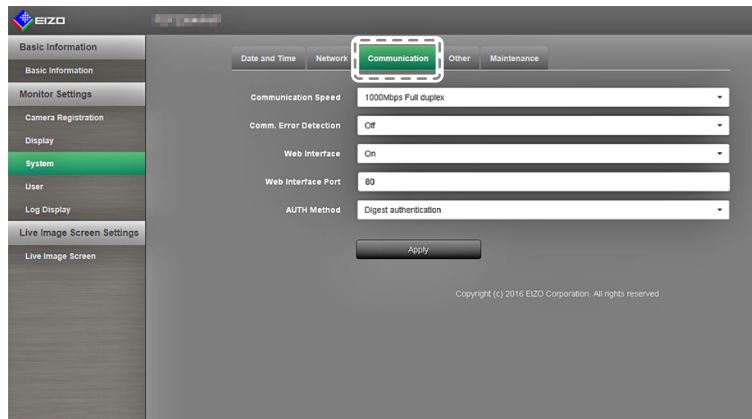 EIZO
Basic Information
Basic Information
Monitor Settings
Camera Registration
Display
System
User
Log Display
Live Image Screen Settings
Live Image Screen
Date and Time Network Communication Other Maintenance
Communication Speed 1000Mbps Full duplex
Comm. Error Detection Off
Web Interface On
Web Interface Port 80
AUTH Method Digest authentication
Apply
Copyright (c) 2016 EIZO Corporation. All rights reserved.